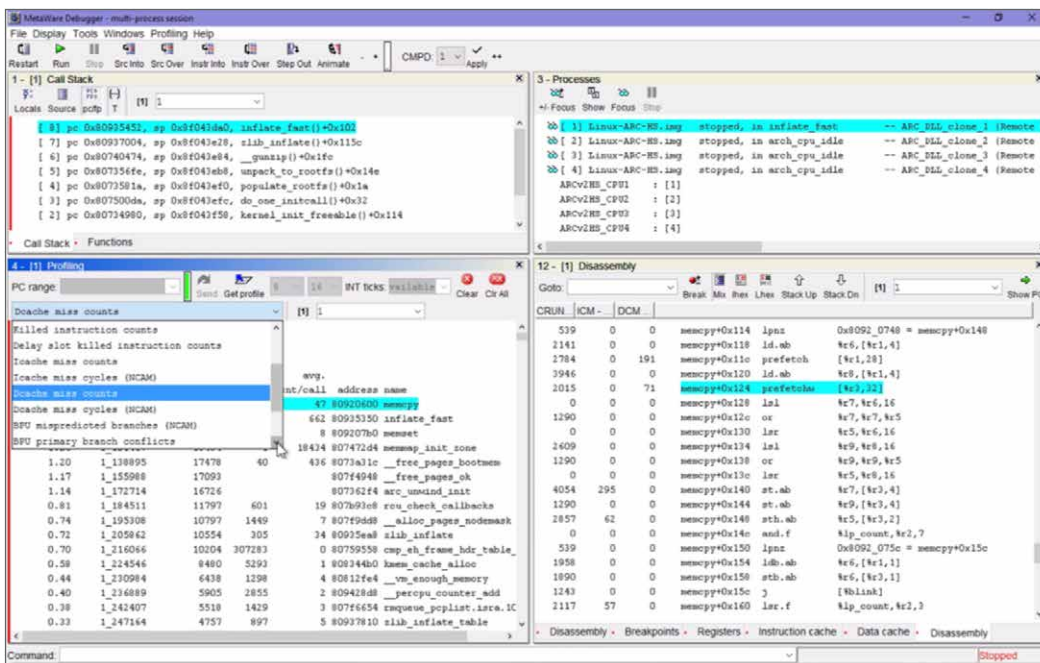 MetaWare Debugger - multi-process session
File Display Tools Windows Profiling Help
Restart Run Stop Src Into Src Over Instr Into Instr Over Step Out Animate CMPD: 1 Apply
1 - [1] Call Stack
Locals Source pc/fp T [1] 1
[ 8] pc 0x80935452, sp 0x8f043da0, inflate_fast()+0x102
[ 7] pc 0x80937004, sp 0x8f043e28, zlib_inflate()+0x115c
[ 6] pc 0x80740474, sp 0x8f043e84, __gunzip()+0x1fc
[ 5] pc 0x807356fe, sp 0x8f043eb8, unpack_to_rootfs()+0x14e
[ 4] pc 0x8073581a, sp 0x8f043ef0, populate_rootfs()+0x1a
[ 3] pc 0x807500da, sp 0x8f043efc, do_one_initcall()+0x32
[ 2] pc 0x80734980, sp 0x8f043f58, kernel_init_freeable()+0x114
Call Stack Functions
3 - Processes
+/-Focus Show Focus Stop
[ 1] Linux-ARC-HS.img stopped, in inflate_fast -- ARC_DLL_clone_1 (Remote
[ 2] Linux-ARC-HS.img stopped, in arch_cpu_idle -- ARC_DLL_clone_2 (Remote
[ 3] Linux-ARC-HS.img stopped, in arch_cpu_idle -- ARC_DLL_clone_3 (Remote
[ 4] Linux-ARC-HS.img stopped, in arch_cpu_idle -- ARC_DLL_clone_4 (Remote
ARCv2HS_CPU1 : [1]
ARCv2HS_CPU2 : [2]
ARCv2HS_CPU3 : [3]
ARCv2HS_CPU4 : [4]
4 - [1] Profiling
PC range: Send Get profile 8 16 INT ticks: vailable Clear Clr All
Dcache miss counts [1] 1
Killed instruction counts
Delay slot killed instruction counts
Icache miss counts
Icache miss cycles (NCAM)
Dcache miss counts
Dcache miss cycles (NCAM)
BPU mispredicted branches (NCAM)
BPU primary branch conflicts
avg.
nt/call address name
47 80920600 memcpy
662 80935350 inflate_fast
8 809207b0 memset
18434 807472d4 memmap_init_zone
1.20 1_138895 17478 40 436 8073a31c __free_pages_bootmem
1.17 1_155988 17093 807f4948 __free_pages_ok
1.14 1_172714 16726 807362f4 arc_unwind_init
0.81 1_184511 11797 601 19 807b93e8 rcu_check_callbacks
0.74 1_195308 10797 1449 7 807f9dd8 __alloc_pages_nodemask
0.72 1_205862 10554 305 34 80935ea8 zlib_inflate
0.70 1_216066 10204 307283 0 80759558 cmp_eh_frame_hdr_table_
0.58 1_224546 8480 5293 1 808344b0 kmem_cache_alloc
0.44 1_230984 6438 1298 4 80812fe4 __vm_enough_memory
0.40 1_236889 5905 2855 2 809428d8 __percpu_counter_add
0.38 1_242407 5518 1429 3 807f6654 rmqueue_pcplist.isra.10
0.33 1_247164 4757 897 5 80937810 zlib_inflate_table
12 - [1] Disassembly
Goto: Break Mix Ihex Lhex Stack Up Stack Dn [1] 1 Show PC
CRUN... ICM - ... DCM ...
539 0 0 memcpy+0x114 lpnz 0x8092_0748 = memcpy+0x148
2141 0 0 memcpy+0x118 ld.ab %r6,[%r1,4]
2784 0 191 memcpy+0x11c prefetch [%r1,28]
3946 0 0 memcpy+0x120 ld.ab %r8,[%r1,4]
2015 0 71 memcpy+0x124 prefetchw [%r3,32]
0 0 0 memcpy+0x128 lsl %r7,%r6,16
1290 0 0 memcpy+0x12c or %r7,%r7,%r5
0 0 0 memcpy+0x130 lsr %r5,%r6,16
2609 0 0 memcpy+0x134 lsl %r9,%r8,16
1290 0 0 memcpy+0x138 or %r9,%r9,%r5
0 0 0 memcpy+0x13c lsr %r5,%r8,16
4054 295 0 memcpy+0x140 st.ab %r7,[%r3,4]
1290 0 0 memcpy+0x144 st.ab %r9,[%r3,4]
2857 62 0 memcpy+0x148 sth.ab %r5,[%r3,2]
0 0 0 memcpy+0x14c and.f %lp_count,%r2,7
539 0 0 memcpy+0x150 lpnz 0x8092_075c = memcpy+0x15c
1958 0 0 memcpy+0x154 ldb.ab %r6,[%r1,1]
1890 0 0 memcpy+0x158 stb.ab %r6,[%r3,1]
1243 0 0 memcpy+0x15c j [%blink]
2117 57 0 memcpy+0x160 lsr.f %lp_count,%r2,3
Disassembly Breakpoints Registers Instruction cache Data cache Disassembly
Command: Stopped